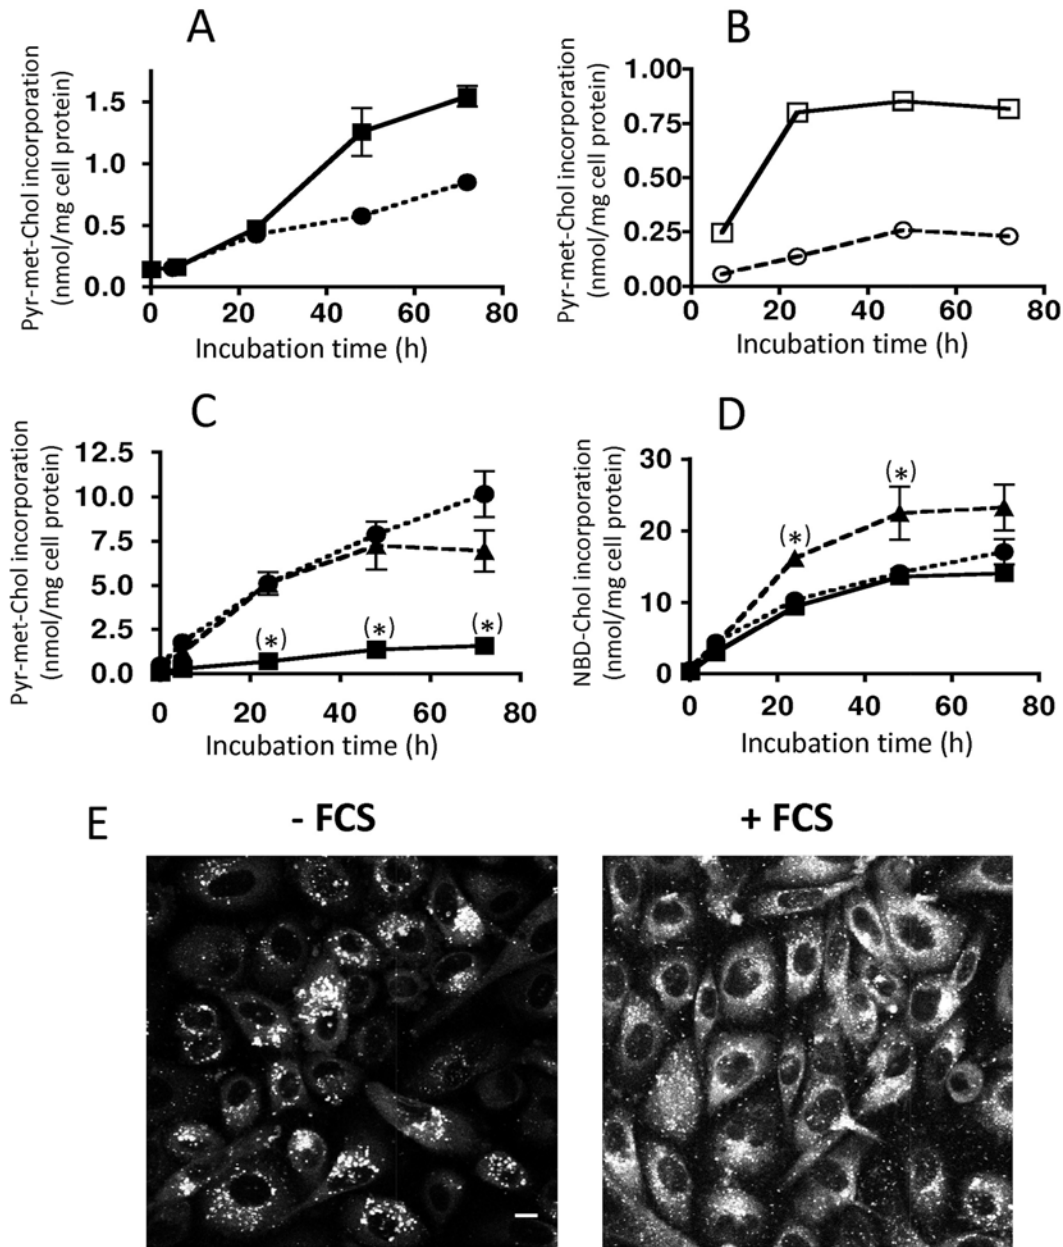 A
Pyr-met-Chol incorporation
(nmol/mg cell protein)
1.5
1.0
0.5
0.0
0 20 40 60 80
Incubation time (h)
B
Pyr-met-Chol incorporation
(nmol/mg cell protein)
1.00
0.75
0.50
0.25
0.00
0 20 40 60 80
Incubation time (h)
C
Pyr-met-Chol incorporation
(nmol/mg cell protein)
12.5
10.0
7.5
5.0
2.5
0.0
(*) (*) (*)
0 20 40 60 80
Incubation time (h)
D
NBD-Chol incorporation
(nmol/mg cell protein)
30
20
10
0
(*) (*)
0 20 40 60 80
Incubation time (h)
E
- FCS
+ FCS